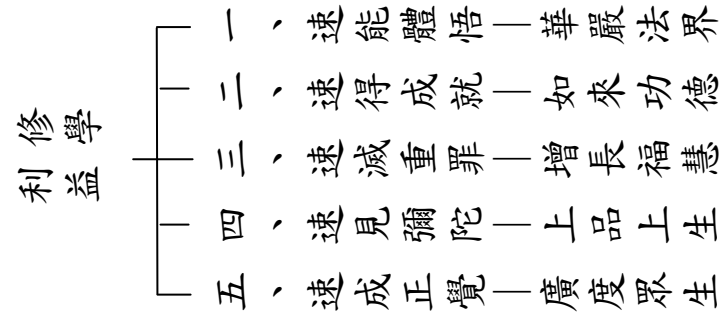 修學
利益
一、速能體悟—華嚴法界
二、速得成就—如來功德
三、速滅重罪—增長福慧
四、速見彌陀—上品上生
五、速成正覺—廣度眾生